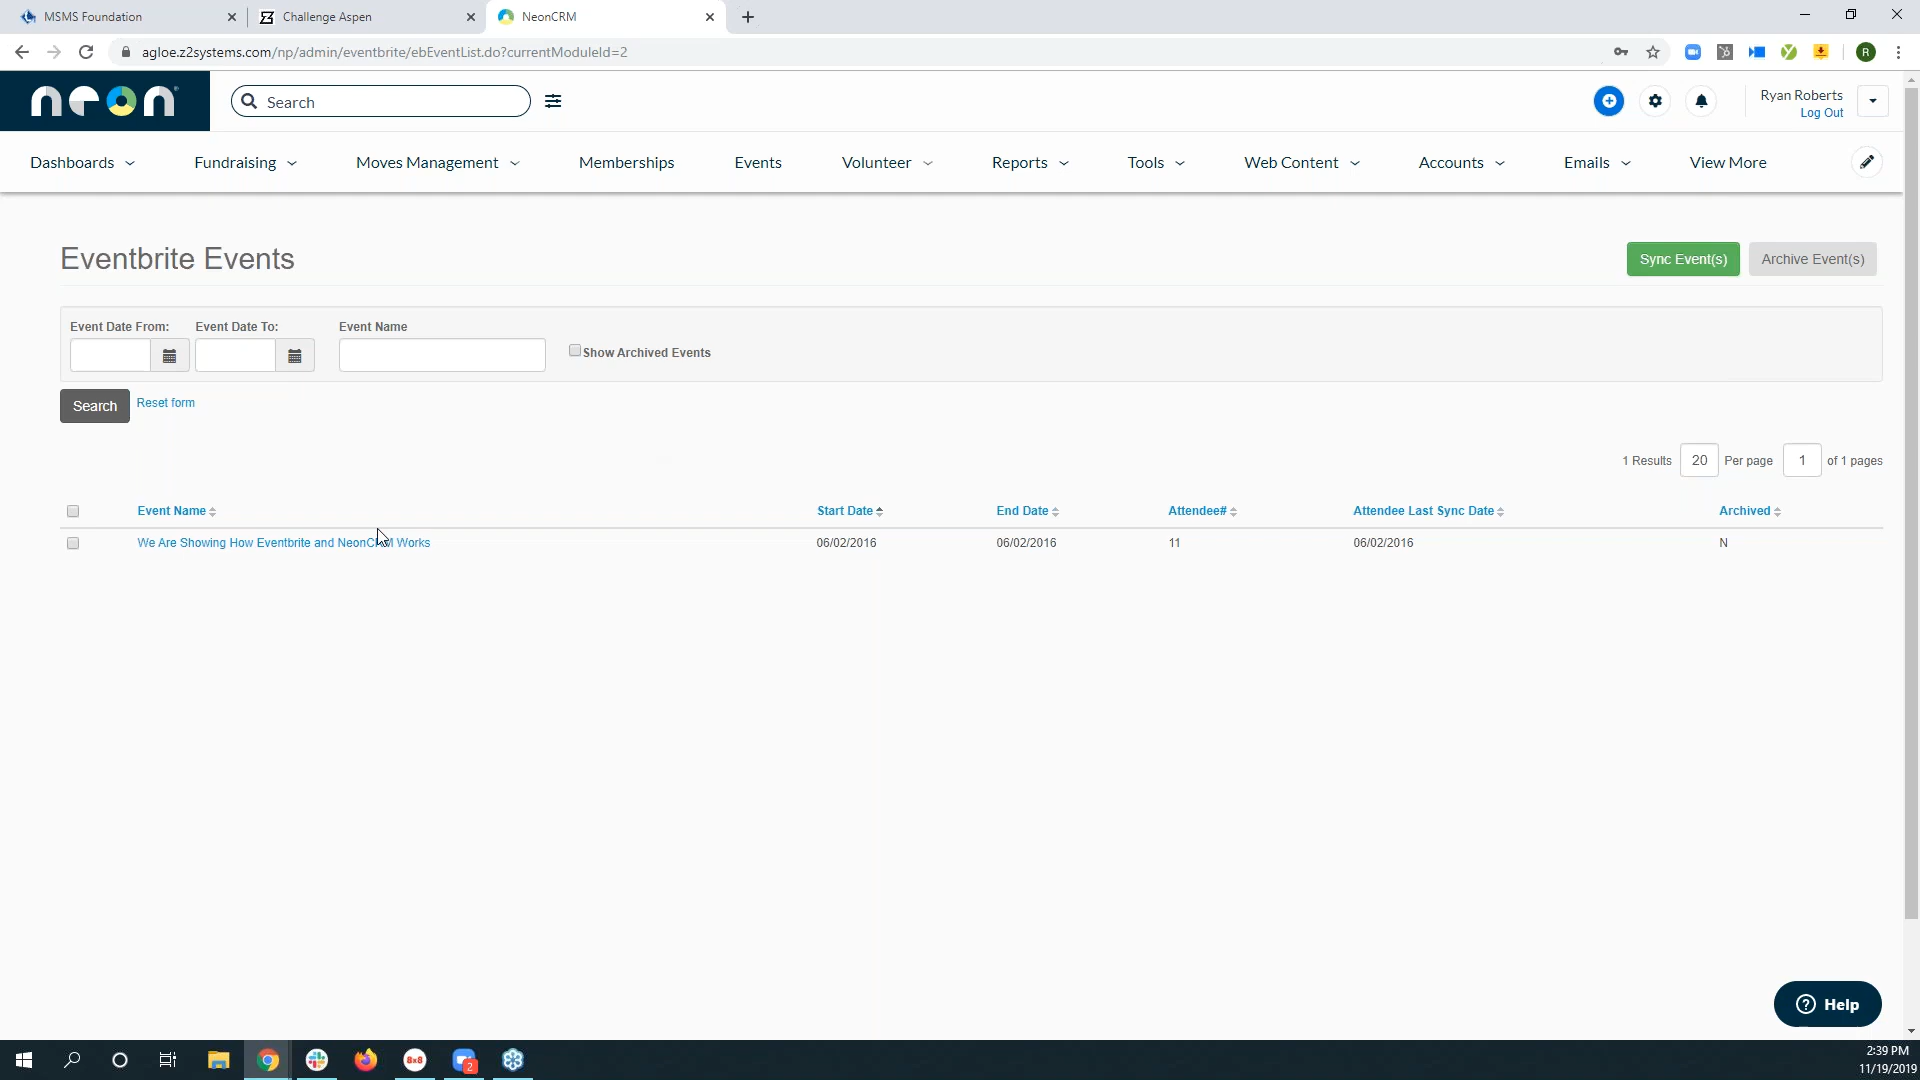 MSMS Foundation
Challenge Aspen
NeonCRM
agloe.z2systems.com/np/admin/eventbrite/ebEventList.do?currentModuleId=2
R
neon
Search
Ryan Roberts
Log Out
Dashboards
Fundraising
Moves Management
Memberships
Events
Volunteer
Reports
Tools
Web Content
Accounts
Emails
View More
Eventbrite Events
Sync Event(s)
Archive Event(s)
Event Date From:
Event Date To:
Event Name
Show Archived Events
Search
Reset form
1 Results 20 Per page 1 of 1 pages
Event Name Start Date End Date Attendee# Attendee Last Sync Date Archived
We Are Showing How Eventbrite and NeonCRM Works 06/02/2016 06/02/2016 11 06/02/2016 N
? Help
8x8
2
2:39 PM
11/19/2019